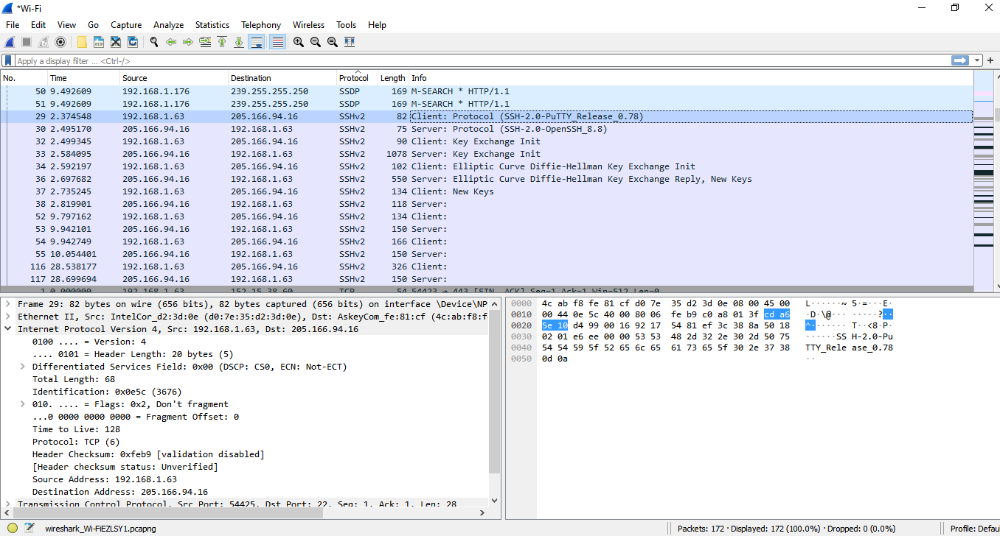 *Wi-Fi
File Edit View Go Capture Analyze Statistics Telephony Wireless Tools Help
Apply a display filter ... <Ctrl-/>
No. Time Source Destination Protocol Length Info
50 9.492609 192.168.1.176 239.255.255.250 SSDP 169 M-SEARCH * HTTP/1.1
51 9.492609 192.168.1.176 239.255.255.250 SSDP 169 M-SEARCH * HTTP/1.1
29 2.374548 192.168.1.63 205.166.94.16 SSHv2 82 Client: Protocol (SSH-2.0-PuTTY_Release_0.78)
30 2.495170 205.166.94.16 192.168.1.63 SSHv2 75 Server: Protocol (SSH-2.0-OpenSSH_8.8)
32 2.499345 192.168.1.63 205.166.94.16 SSHv2 90 Client: Key Exchange Init
33 2.584095 205.166.94.16 192.168.1.63 SSHv2 1078 Server: Key Exchange Init
34 2.592197 192.168.1.63 205.166.94.16 SSHv2 102 Client: Elliptic Curve Diffie-Hellman Key Exchange Init
36 2.697682 205.166.94.16 192.168.1.63 SSHv2 550 Server: Elliptic Curve Diffie-Hellman Key Exchange Reply, New Keys
37 2.735245 192.168.1.63 205.166.94.16 SSHv2 134 Client: New Keys
38 2.819901 205.166.94.16 192.168.1.63 SSHv2 118 Server:
52 9.797162 192.168.1.63 205.166.94.16 SSHv2 134 Client:
53 9.942101 205.166.94.16 192.168.1.63 SSHv2 150 Server:
54 9.942749 192.168.1.63 205.166.94.16 SSHv2 166 Client:
55 10.054401 205.166.94.16 192.168.1.63 SSHv2 150 Server:
116 28.538177 192.168.1.63 205.166.94.16 SSHv2 326 Client:
117 28.699694 205.166.94.16 192.168.1.63 SSHv2 150 Server:
1 0.000000 192.168.1.63 152.15.38.60 TCP 54 54423 → 443 [FIN, ACK] Seq=1 Ack=1 Win=512 Len=0
Frame 29: 82 bytes on wire (656 bits), 82 bytes captured (656 bits) on interface \Device\NP
Ethernet II, Src: IntelCor_d2:3d:0e (d0:7e:35:d2:3d:0e), Dst: AskeyCom_fe:81:cf (4c:ab:f8:f
Internet Protocol Version 4, Src: 192.168.1.63, Dst: 205.166.94.16
0100 .... = Version: 4
.... 0101 = Header Length: 20 bytes (5)
Differentiated Services Field: 0x00 (DSCP: CS0, ECN: Not-ECT)
Total Length: 68
Identification: 0x0e5c (3676)
010. .... = Flags: 0x2, Don't fragment
...0 0000 0000 0000 = Fragment Offset: 0
Time to Live: 128
Protocol: TCP (6)
Header Checksum: 0xfeb9 [validation disabled]
[Header checksum status: Unverified]
Source Address: 192.168.1.63
Destination Address: 205.166.94.16
Transmission Control Protocol, Src Port: 54425, Dst Port: 22, Seq: 1, Ack: 1, Len: 28
0000 4c ab f8 fe 81 cf d0 7e 35 d2 3d 0e 08 00 45 00 L······~ 5·=···E·
0010 00 44 0e 5c 40 00 80 06 fe b9 c0 a8 01 3f cd a6 ·D·\@··· ·····?··
0020 5e 10 d4 99 00 16 92 17 54 81 ef 3c 38 8a 50 18 ^······· T··<8·P·
0030 02 01 e6 ee 00 00 53 53 48 2d 32 2e 30 2d 50 75 ······SS H-2.0-Pu
0040 54 54 59 5f 52 65 6c 65 61 73 65 5f 30 2e 37 38 TTY_Rele ase_0.78
0050 0d 0a ··
wireshark_Wi-FiEZLSY1.pcapng Packets: 172 · Displayed: 172 (100.0%) · Dropped: 0 (0.0%) Profile: Defau